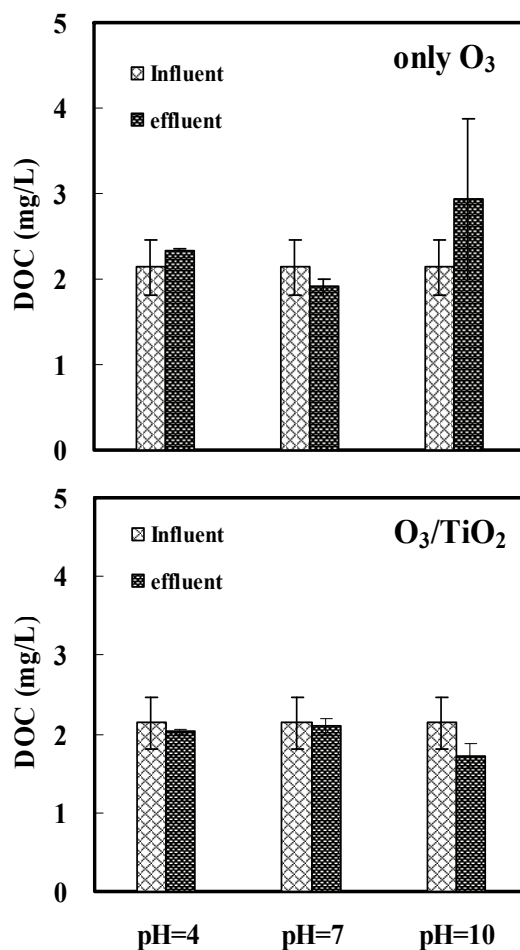 5
only O₃
Influent
4
effluent
3
DOC (mg/L)
2
1
0
5
O₃/TiO₂
Influent
4
effluent
3
DOC (mg/L)
2
1
0
pH=4 pH=7 pH=10